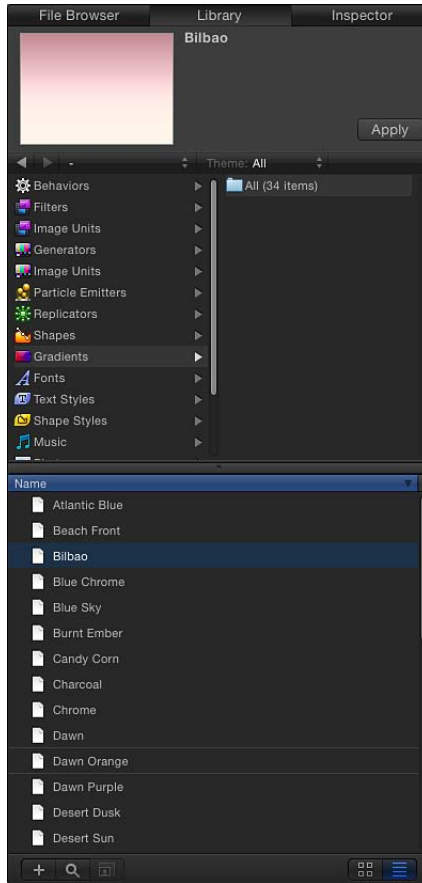 File Browser Library Inspector
Bilbao
Apply
- Theme: All
Behaviors
Filters
Image Units
Generators
Image Units
Particle Emitters
Replicators
Shapes
Gradients
Fonts
Text Styles
Shape Styles
Music
All (34 items)
Name
Atlantic Blue
Beach Front
Bilbao
Blue Chrome
Blue Sky
Burnt Ember
Candy Corn
Charcoal
Chrome
Dawn
Dawn Orange
Dawn Purple
Desert Dusk
Desert Sun